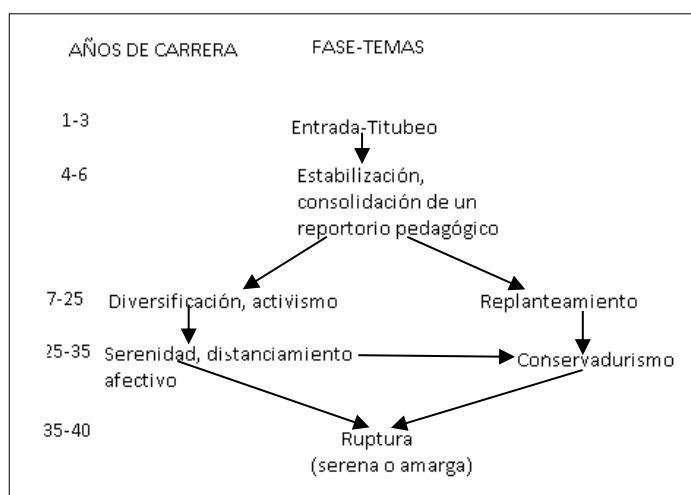 AÑOS DE CARRERA FASE-TEMAS
1-3 Entrada-Titubeo
4-6 Estabilización,
consolidación de un
reportorio pedagógico
7-25 Diversificación, activismo Replanteamiento
25-35 Serenidad, distanciamiento Conservadurismo
afectivo
35-40 Ruptura
(serena o amarga)